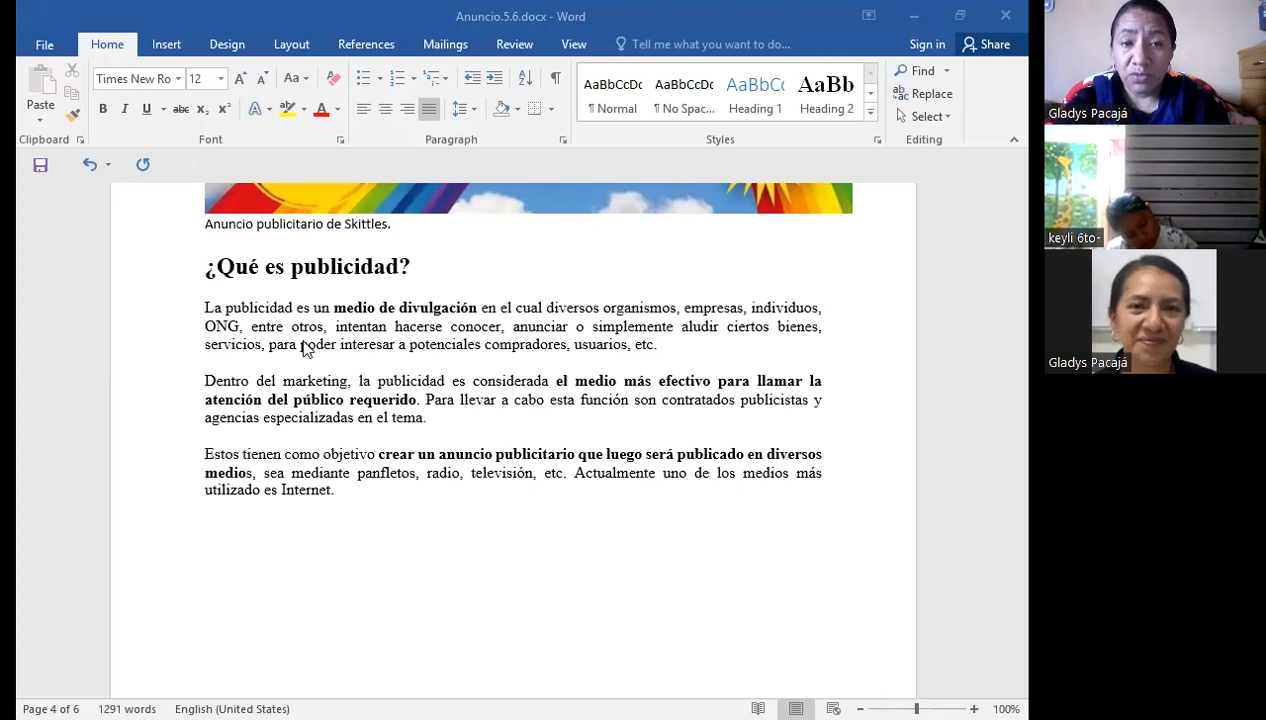 Anuncio.5.6.docx - Word
File
Home
Insert
Design
Layout
References
Mailings
Review
View
Tell me what you want to do...
Sign in
Share
Paste
Times New Ro
12
Aa
B I U abc x₂ x²
A
A
AaBbCcDc
AaBbCcDc
AaBbCc
AaBb
¶ Normal
¶ No Spac...
Heading 1
Heading 2
Find
Replace
Select
Clipboard
Font
Paragraph
Styles
Editing
Anuncio publicitario de Skittles.
¿Qué es publicidad?
La publicidad es un medio de divulgación en el cual diversos organismos, empresas, individuos,
ONG, entre otros, intentan hacerse conocer, anunciar o simplemente aludir ciertos bienes,
servicios, para poder interesar a potenciales compradores, usuarios, etc.
Dentro del marketing, la publicidad es considerada el medio más efectivo para llamar la
atención del público requerido. Para llevar a cabo esta función son contratados publicistas y
agencias especializadas en el tema.
Estos tienen como objetivo crear un anuncio publicitario que luego será publicado en diversos
medios, sea mediante panfletos, radio, televisión, etc. Actualmente uno de los medios más
utilizado es Internet.
Page 4 of 6
1291 words
English (United States)
100%
Gladys Pacajá
keyli 6to-
Gladys Pacajá